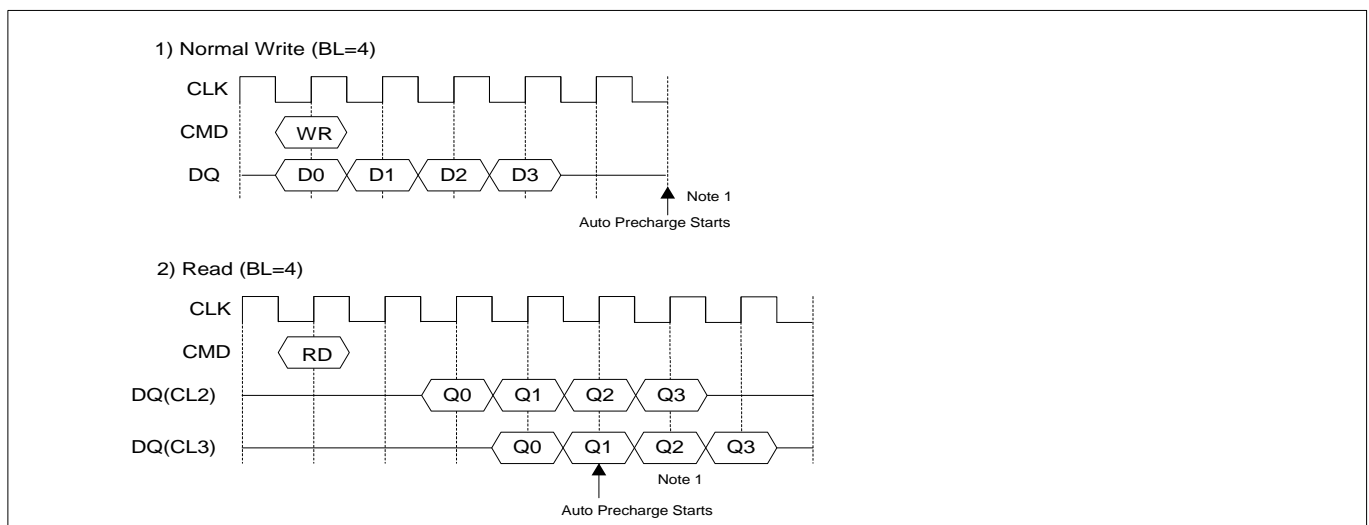 1) Normal Write (BL=4)
CLK
CMD WR
DQ D0 D1 D2 D3
Note 1
Auto Precharge Starts
2) Read (BL=4)
CLK
CMD RD
DQ(CL2) Q0 Q1 Q2 Q3
DQ(CL3) Q0 Q1 Q2 Q3
Note 1
Auto Precharge Starts